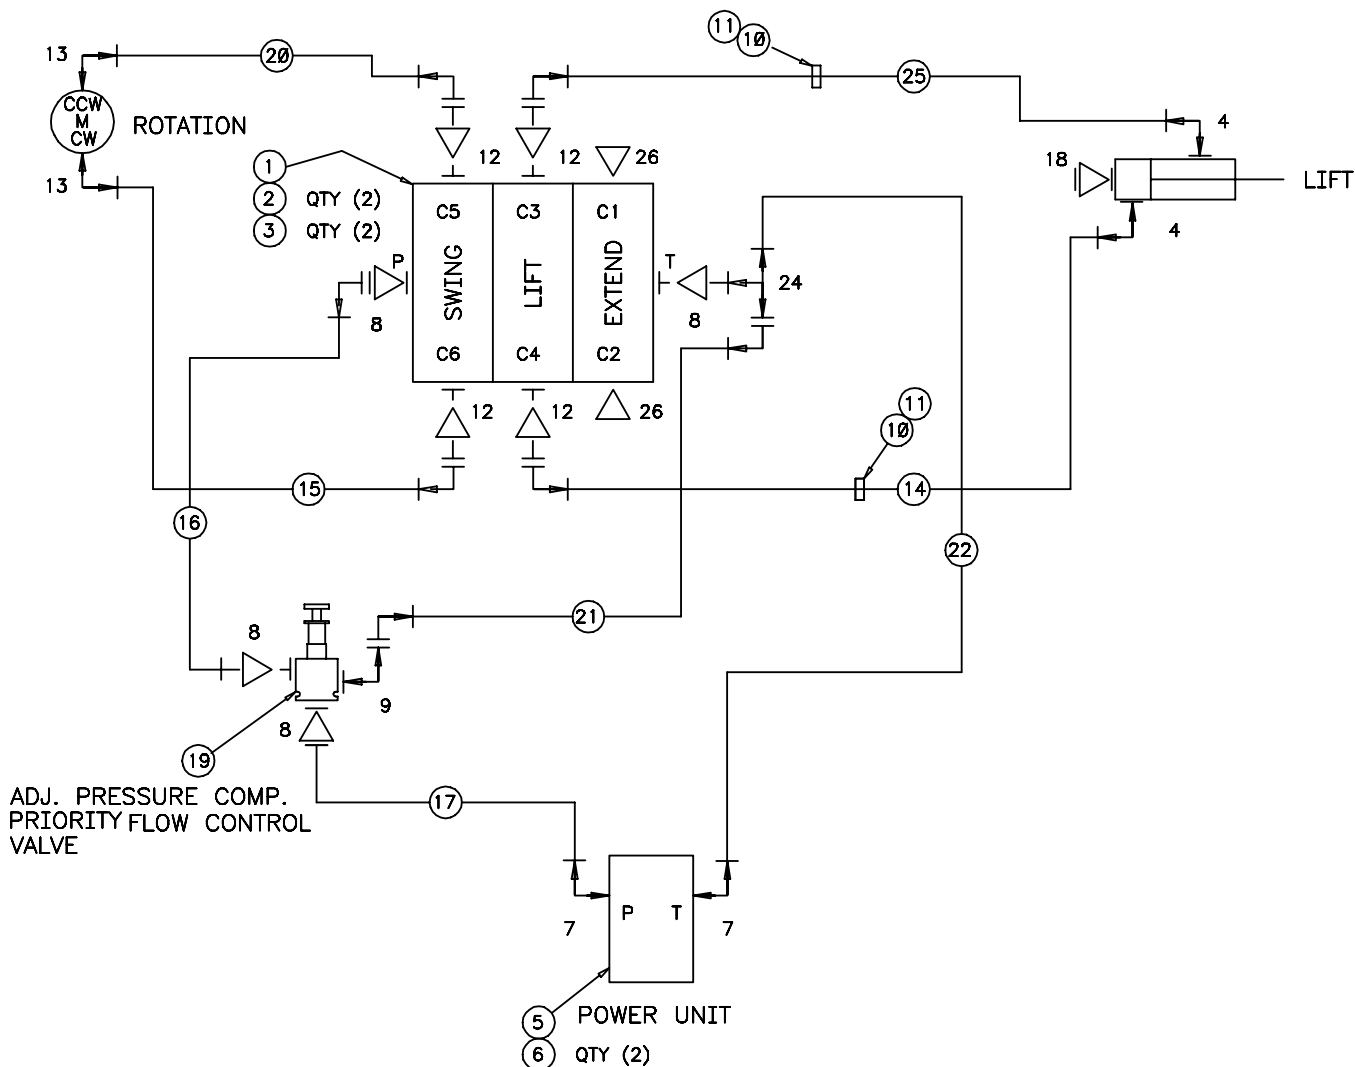 11
13
20
10
25
CCW
M
CW
ROTATION
4
12
12
26
18
1
LIFT
2 QTY (2)
3 QTY (2)
C5
C3
C1
4
P
SWING
LIFT
EXTEND
T
24
8
8
C6
C4
C2
13
12
12
26
11
10
15
14
16
22
21
8
9
8
19
ADJ. PRESSURE COMP.
PRIORITY FLOW CONTROL
VALVE
17
P
T
7
7
5 POWER UNIT
6 QTY (2)